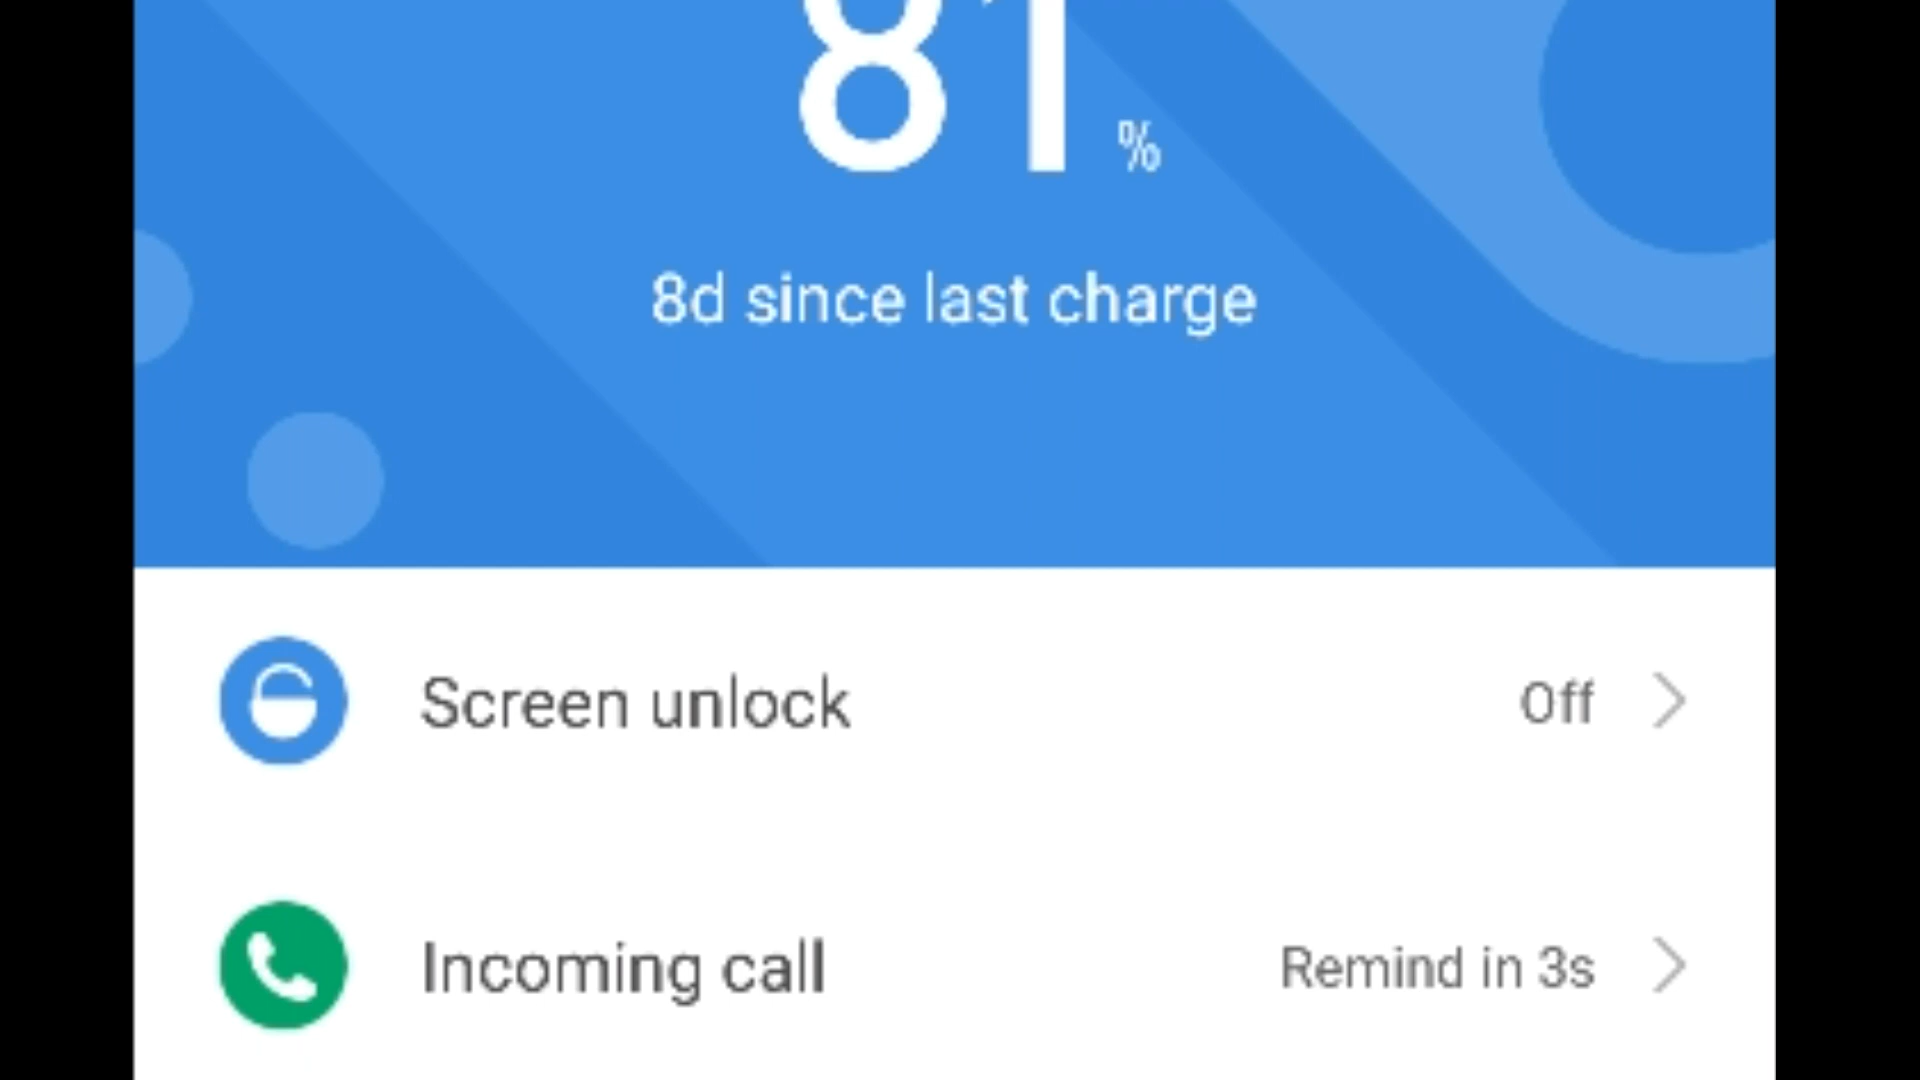 81%
8d since last charge
Screen unlock Off
Incoming call Remind in 3s